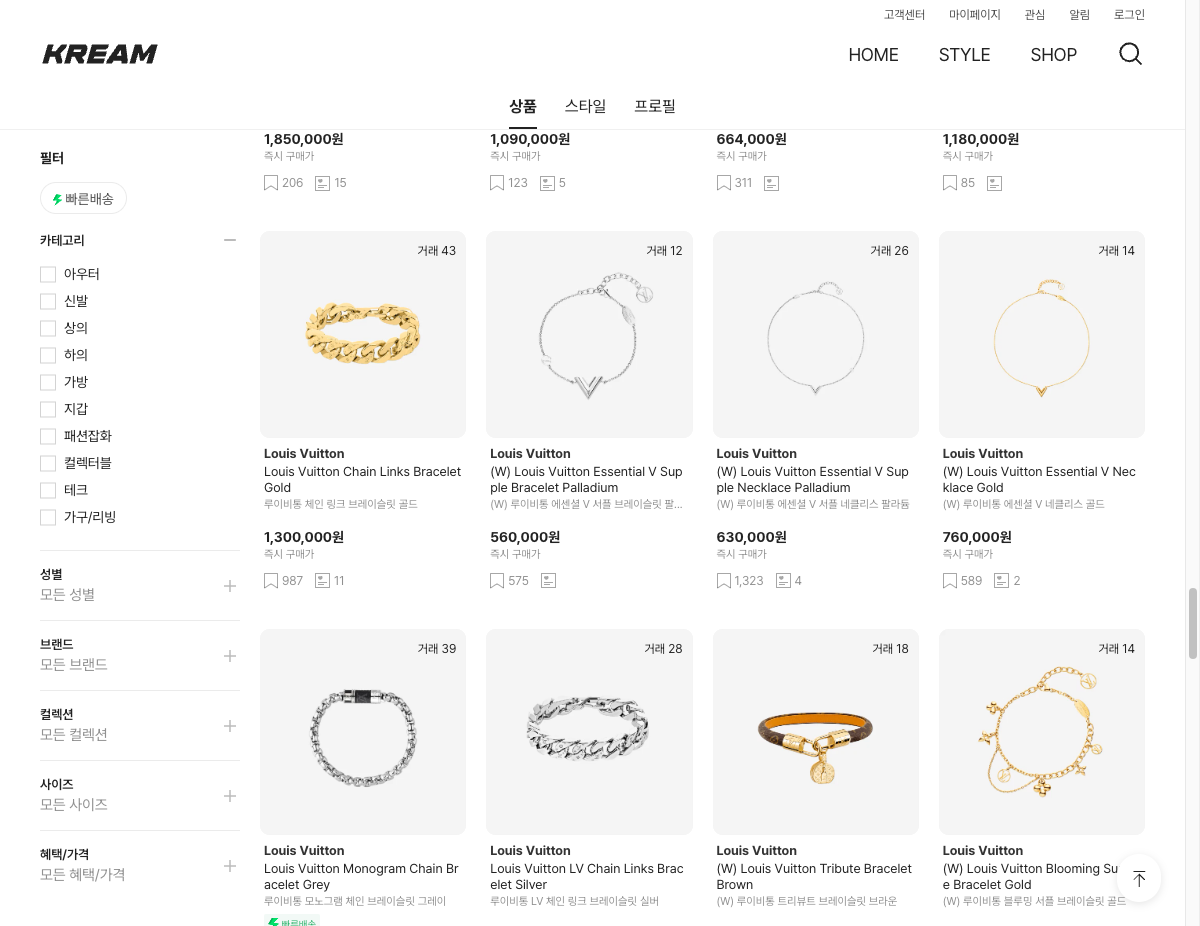 고객센터 마이페이지 관심 알림 로그인
KREAM
HOME STYLE SHOP
상품 스타일 프로필
필터
빠른배송
카테고리
아우터
신발
상의
하의
가방
지갑
패션잡화
컬렉터블
테크
가구/리빙
성별
모든 성별
브랜드
모든 브랜드
컬렉션
모든 컬렉션
사이즈
모든 사이즈
혜택/가격
모든 혜택/가격
1,850,000원
즉시 구매가
206 15
1,090,000원
즉시 구매가
123 5
664,000원
즉시 구매가
311
1,180,000원
즉시 구매가
85
거래 43
Louis Vuitton
Louis Vuitton Chain Links Bracelet
Gold
루이비통 체인 링크 브레이슬릿 골드
1,300,000원
즉시 구매가
987 11
거래 12
Louis Vuitton
(W) Louis Vuitton Essential V Sup
ple Bracelet Palladium
(W) 루이비통 에센셜 V 서플 브레이슬릿 팔...
560,000원
즉시 구매가
575
거래 26
Louis Vuitton
(W) Louis Vuitton Essential V Sup
ple Necklace Palladium
(W) 루이비통 에센셜 V 서플 네클리스 팔라듐
630,000원
즉시 구매가
1,323 4
거래 14
Louis Vuitton
(W) Louis Vuitton Essential V Nec
klace Gold
(W) 루이비통 에센셜 V 네클리스 골드
760,000원
즉시 구매가
589 2
거래 39
Louis Vuitton
Louis Vuitton Monogram Chain Br
acelet Grey
루이비통 모노그램 체인 브레이슬릿 그레이
빠른배송
거래 28
Louis Vuitton
Louis Vuitton LV Chain Links Brac
elet Silver
루이비통 LV 체인 링크 브레이슬릿 실버
거래 18
Louis Vuitton
(W) Louis Vuitton Tribute Bracelet
Brown
(W) 루이비통 트리뷰트 브레이슬릿 브라운
거래 14
Louis Vuitton
(W) Louis Vuitton Blooming Su
e Bracelet Gold
(W) 루이비통 블루밍 서플 브레이슬릿 골드